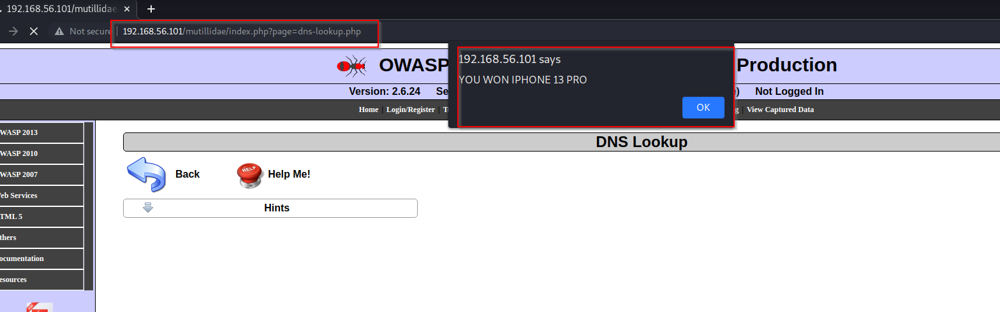 192.168.56.101/mutillidae
Not secure 192.168.56.101/mutillidae/index.php?page=dns-lookup.php
192.168.56.101 says
YOU WON IPHONE 13 PRO
OK
OWASP Production
Version: 2.6.24 Se e) Not Logged In
Home | Login/Register | T g | View Captured Data
WASP 2013
WASP 2010
WASP 2007
eb Services
TML 5
thers
ocumentation
esources
DNS Lookup
Back HELP Help Me!
Hints